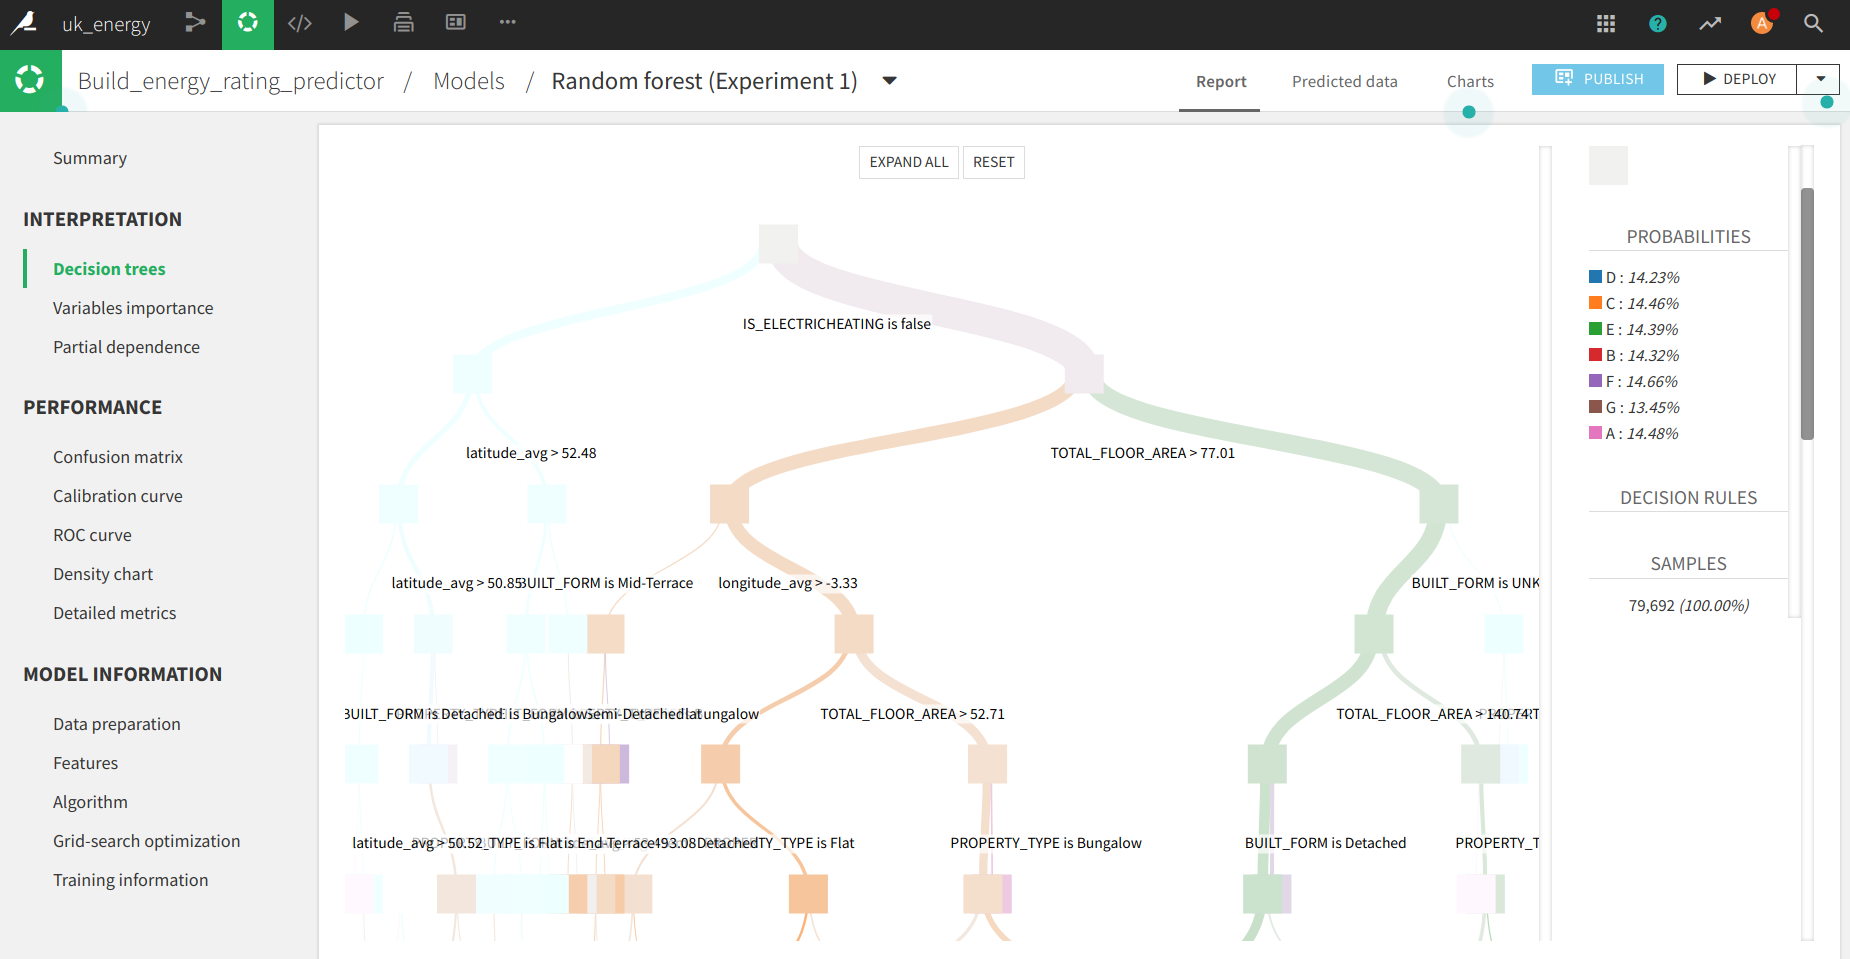 uk_energy
Build_energy_rating_predictor / Models / Random forest (Experiment 1)
Report
Predicted data
Charts
PUBLISH
DEPLOY
A
Summary
INTERPRETATION
Decision trees
Variables importance
Partial dependence
PERFORMANCE
Confusion matrix
Calibration curve
ROC curve
Density chart
Detailed metrics
MODEL INFORMATION
Data preparation
Features
Algorithm
Grid-search optimization
Training information
EXPAND ALL
RESET
IS_ELECTRICHEATING is false
latitude_avg > 52.48
TOTAL_FLOOR_AREA > 77.01
latitude_avg > 50.85
BUILT_FORM is Mid-Terrace
longitude_avg > -3.33
BUILT_FORM is UNK
BUILT_FORM is Detached
is Bungalow
semi-Detached
TOTAL_FLOOR_AREA > 52.71
TOTAL_FLOOR_AREA > 140.74
latitude_avg > 50.52
_TYPE is Flat
is End-Terrace
493.08
Detached
TY_TYPE is Flat
PROPERTY_TYPE is Bungalow
BUILT_FORM is Detached
PROPERTY_T
PROBABILITIES
D : 14.23%
C : 14.46%
E : 14.39%
B : 14.32%
F : 14.66%
G : 13.45%
A : 14.48%
DECISION RULES
SAMPLES
79,692 (100.00%)